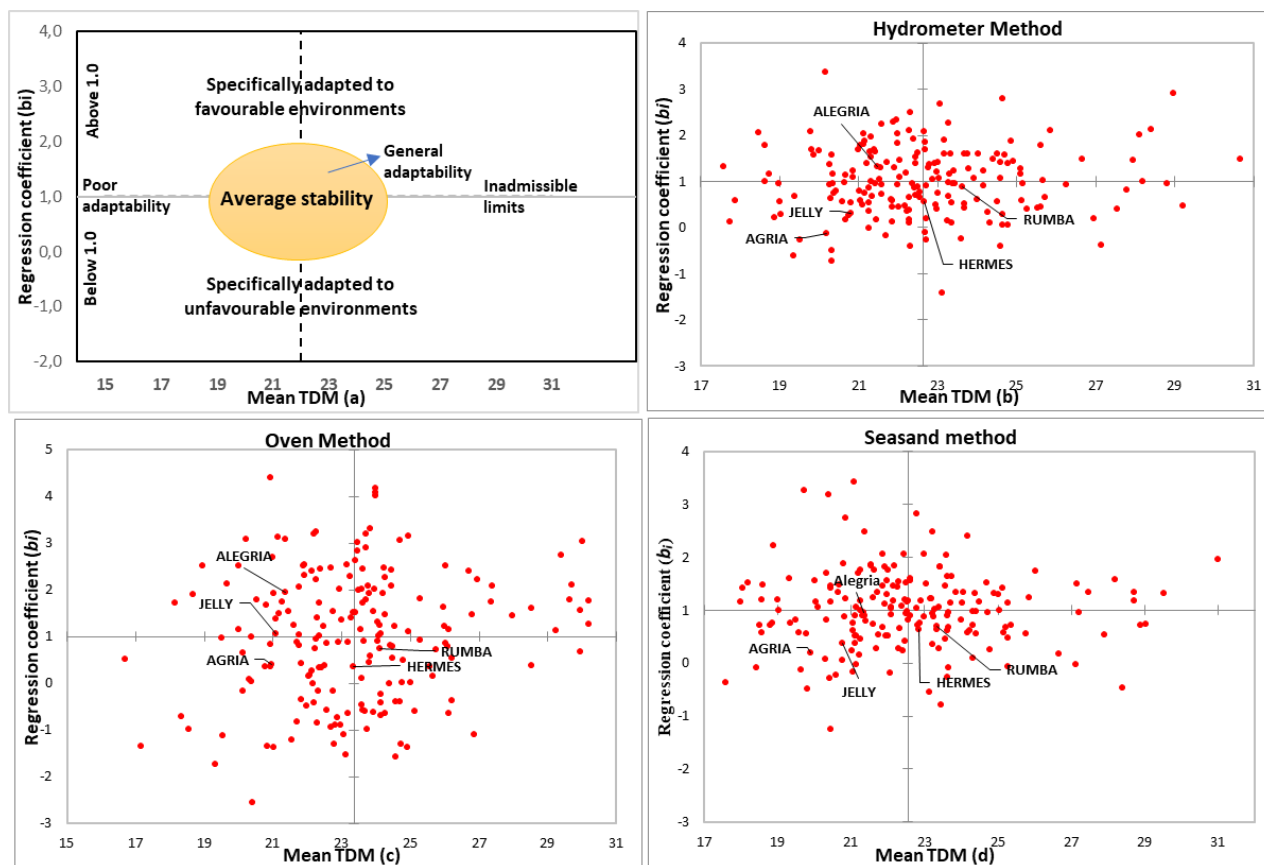 4,0
3,0
2,0
1,0
0,0
-1,0
-2,0
Regression coefficient (bi)
Above 1.0
Below 1.0
Specifically adapted to
favourable environments
General
adaptability
Poor
adaptability
Average stability
Inadmissible
limits
Specifically adapted to
unfavourable environments
15 17 19 21 23 25 27 29 31
Mean TDM (a)
Hydrometer Method
4
3
2
1
0
-1
2
-3
Regression coefficient (bi)
ALEGRIA
JELLY
AGRIA
RUMBA
HERMES
17 19 21 23 25 27 29 31
Mean TDM (b)
Oven Method
5
4
3
2
1
0
-1
2
-3
Regression coefficient (bi)
ALEGRIA
JELLY
AGRIA
RUMBA
HERMES
15 17 19 21 23 25 27 29 31
Mean TDM (c)
Seasand method
4
3
2
1
0
-1
2
-3
Regression coefficient (bi)
Alegria
AGRIA
JELLY
HERMES
RUMBA
17 19 21 23 25 27 29 31
Mean TDM (d)